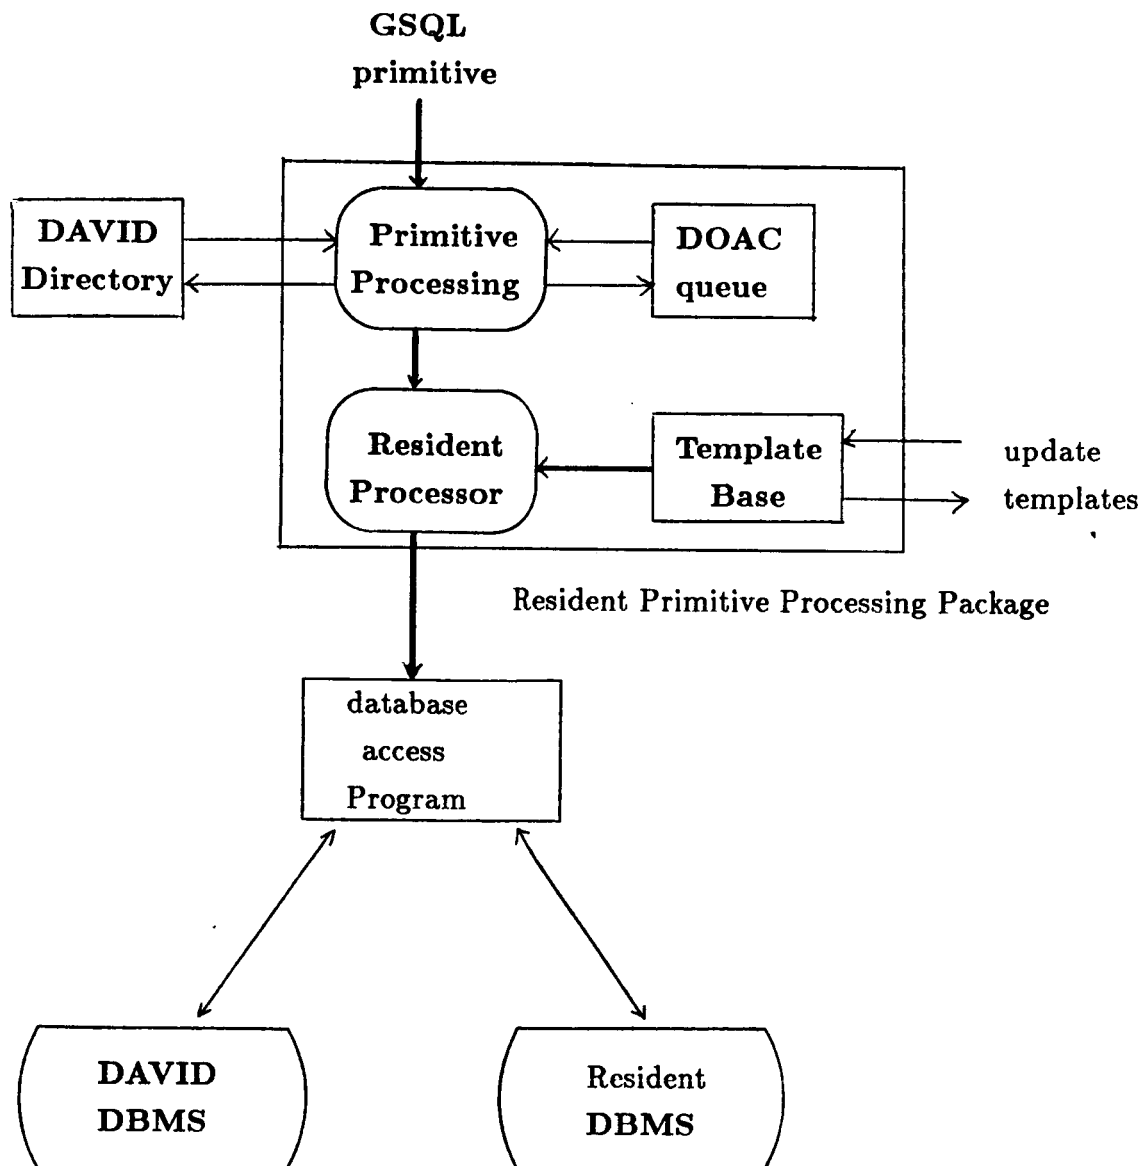 GSQL
primitive
DAVID
Directory
Primitive
Processing
DOAC
queue
Resident
Processor
Template
Base
update
templates
Resident Primitive Processing Package
database
access
Program
DAVID
DBMS
Resident
DBMS